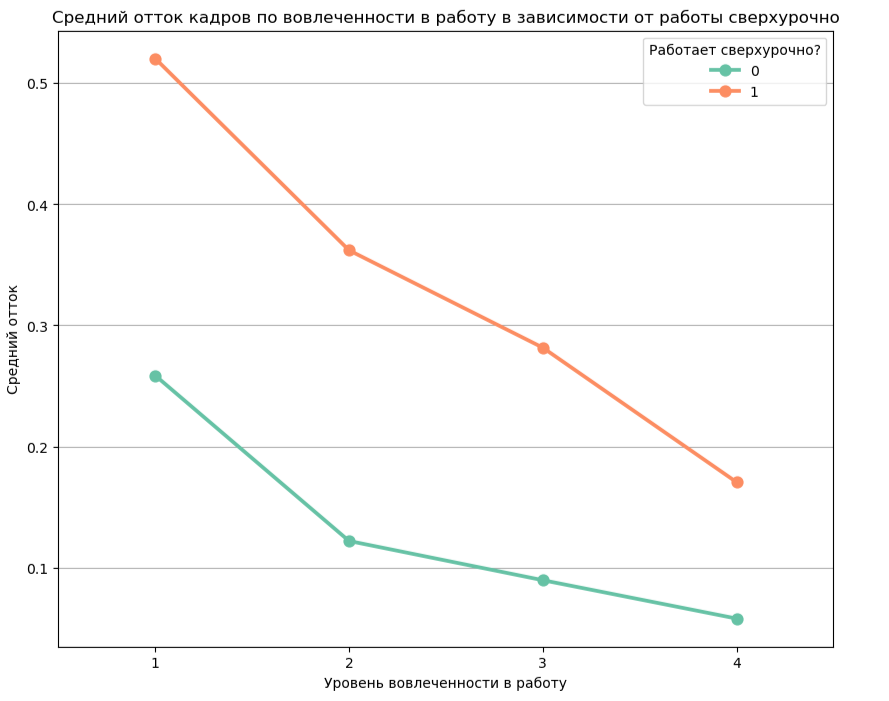 Средний отток кадров по вовлеченности в работу в зависимости от работы сверхурочно
Работает сверхурочно?
0
1
0.5
0.4
0.3
0.2
0.1
Средний отток
1 2 3 4
Уровень вовлеченности в работу